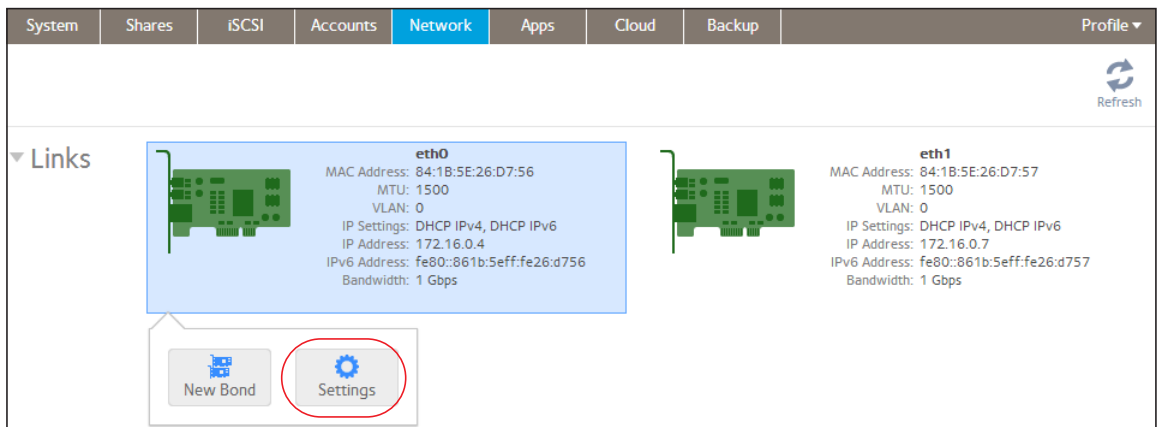 System Shares iSCSI Accounts Network Apps Cloud Backup Profile
Refresh
Links
eth0
MAC Address: 84:1B:5E:26:D7:56
MTU: 1500
VLAN: 0
IP Settings: DHCP IPv4, DHCP IPv6
IP Address: 172.16.0.4
IPv6 Address: fe80::861b:5eff:fe26:d756
Bandwidth: 1 Gbps
eth1
MAC Address: 84:1B:5E:26:D7:57
MTU: 1500
VLAN: 0
IP Settings: DHCP IPv4, DHCP IPv6
IP Address: 172.16.0.7
IPv6 Address: fe80::861b:5eff:fe26:d757
Bandwidth: 1 Gbps
New Bond Settings